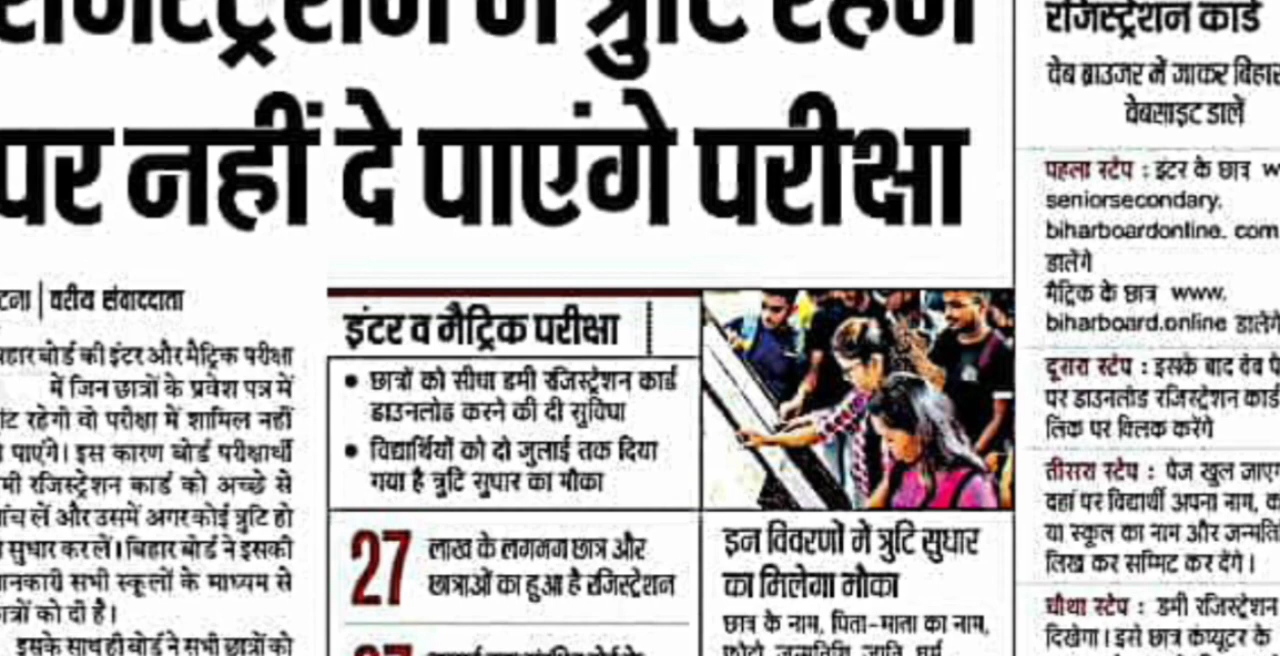 में त्रुटि रहने
पर नहीं दे पाएंगे परीक्षा
वरीय संवाददाता
बोर्ड की इंटर और मैट्रिक परीक्षा
में जिन छात्रों के प्रवेश पत्र में
रहेगी वो परीक्षा में शामिल नहीं
पाएंगे। इस कारण बोर्ड परीक्षार्थी
रजिस्ट्रेशन कार्ड को अच्छे से
लें और उसमें अगर कोई त्रुटि हो
सुधार कर लें। बिहार बोर्ड ने इसकी
सभी स्कूलों के माध्यम से
को दी है।
इसके साथ ही बोर्ड ने सभी छात्रों को
इंटर व मैट्रिक परीक्षा
• छात्रों को सीधा डमी रजिस्ट्रेशन कार्ड
डाउनलोड करने की दी सुविधा
• विद्यार्थियों को दो जुलाई तक दिया
गया है त्रुटि सुधार का मौका
27 लाख के लगभग छात्र और
छात्राओं का हुआ है रजिस्ट्रेशन
इन विवरणों में त्रुटि सुधार
का मिलेगा मौका
छात्र के नाम, पिता-माता का नाम,
फोटो, जन्मतिथि, जाति, धर्म,
रजिस्ट्रेशन कार्ड
वेब ब्राउजर में जाकर बिहार
वेबसाइट डालें
पहला स्टेप : इंटर के छात्र
seniorsecondary.
biharboardonline. com
डालेंगे
मैट्रिक के छात्र www.
biharboard.online डालेंगे
दूसरा स्टेप : इसके बाद वेब
पर डाउनलोड रजिस्ट्रेशन कार्ड
लिंक पर क्लिक करेंगे
तीसरा स्टेप : पेज खुल
वहां पर विद्यार्थी अपना नाम,
या स्कूल का नाम और
लिख कर सम्मिट कर देंगे।
चौथा स्टेप : डमी रजिस्ट्रेशन
दिखेगा। इसे छात्र कंप्यूटर के